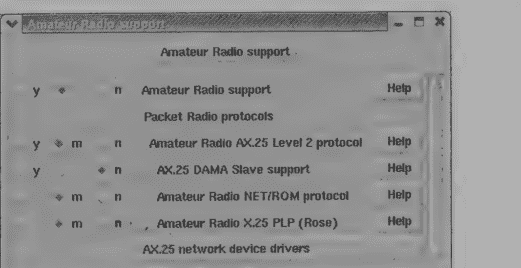 Amateur Radio support
Amateur Radio support
y n Amateur Radio support Help
Packet Radio protocols
y m n Amateur Radio AX.25 Level 2 protocol Help
y n AX.25 DAMA Slave support Help
m n Amateur Radio NET/ROM protocol Help
m n Amateur Radio X.25 PLP (Rose) Help
AX.25 network device drivers